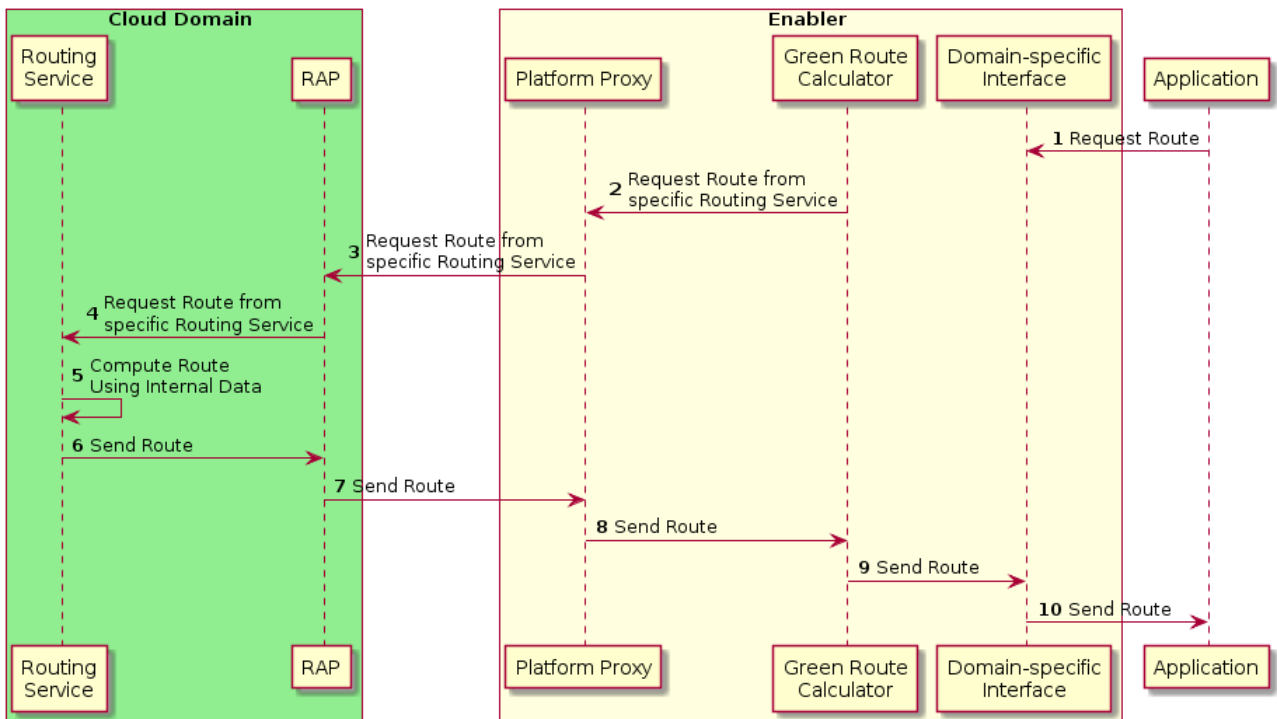 Cloud Domain
Enabler
Routing
Service
RAP
Platform Proxy
Green Route
Calculator
Domain-specific
Interface
Application
1 Request Route
2 Request Route from
specific Routing Service
3 Request Route from
specific Routing Service
4 Request Route from
specific Routing Service
5 Compute Route
Using Internal Data
6 Send Route
7 Send Route
8 Send Route
9 Send Route
10 Send Route
Routing
Service
RAP
Platform Proxy
Green Route
Calculator
Domain-specific
Interface
Application